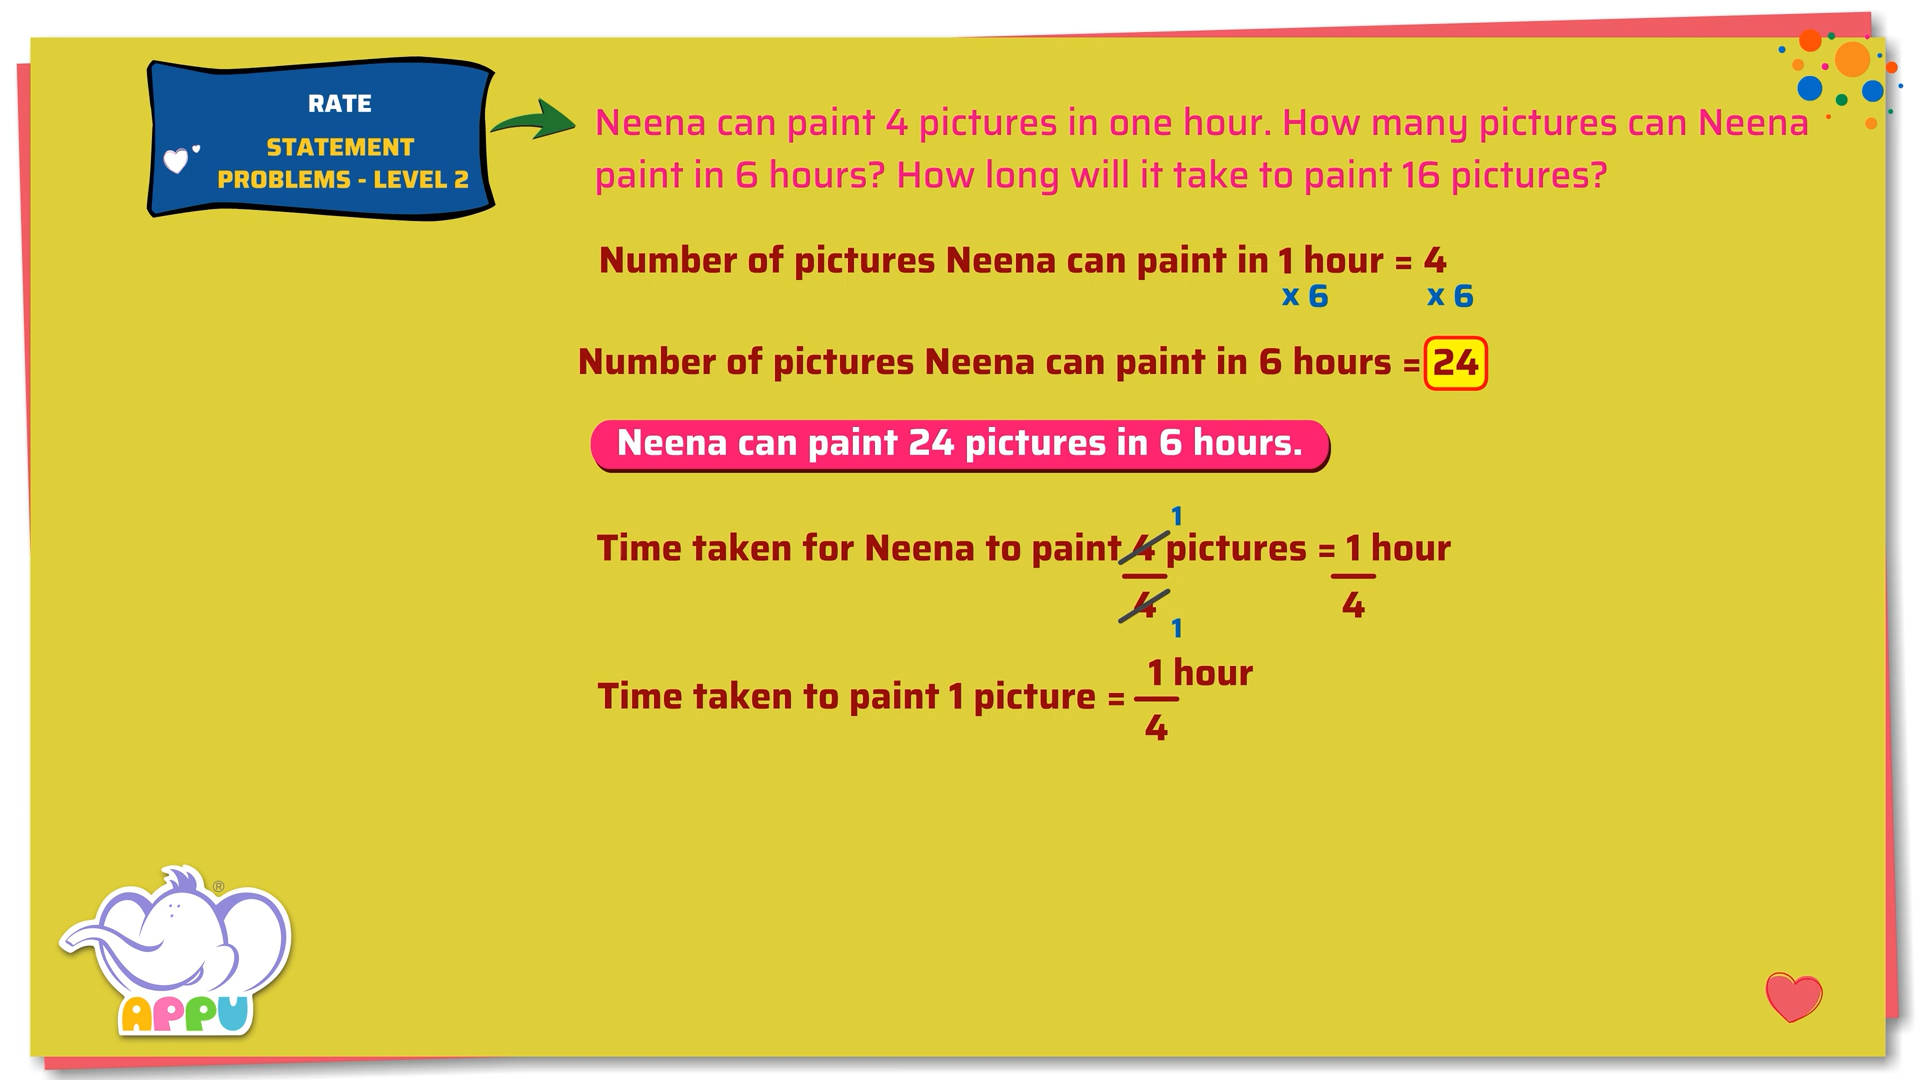 RATE
STATEMENT
PROBLEMS - LEVEL 2
Neena can paint 4 pictures in one hour. How many pictures can Neena
paint in 6 hours? How long will it take to paint 16 pictures?
Number of pictures Neena can paint in 1 hour = 4
x 6 x 6
Number of pictures Neena can paint in 6 hours = 24
Neena can paint 24 pictures in 6 hours.
1
Time taken for Neena to paint 4 pictures = 1 hour
4 4
1
1 hour
Time taken to paint 1 picture =
4
®
APPU